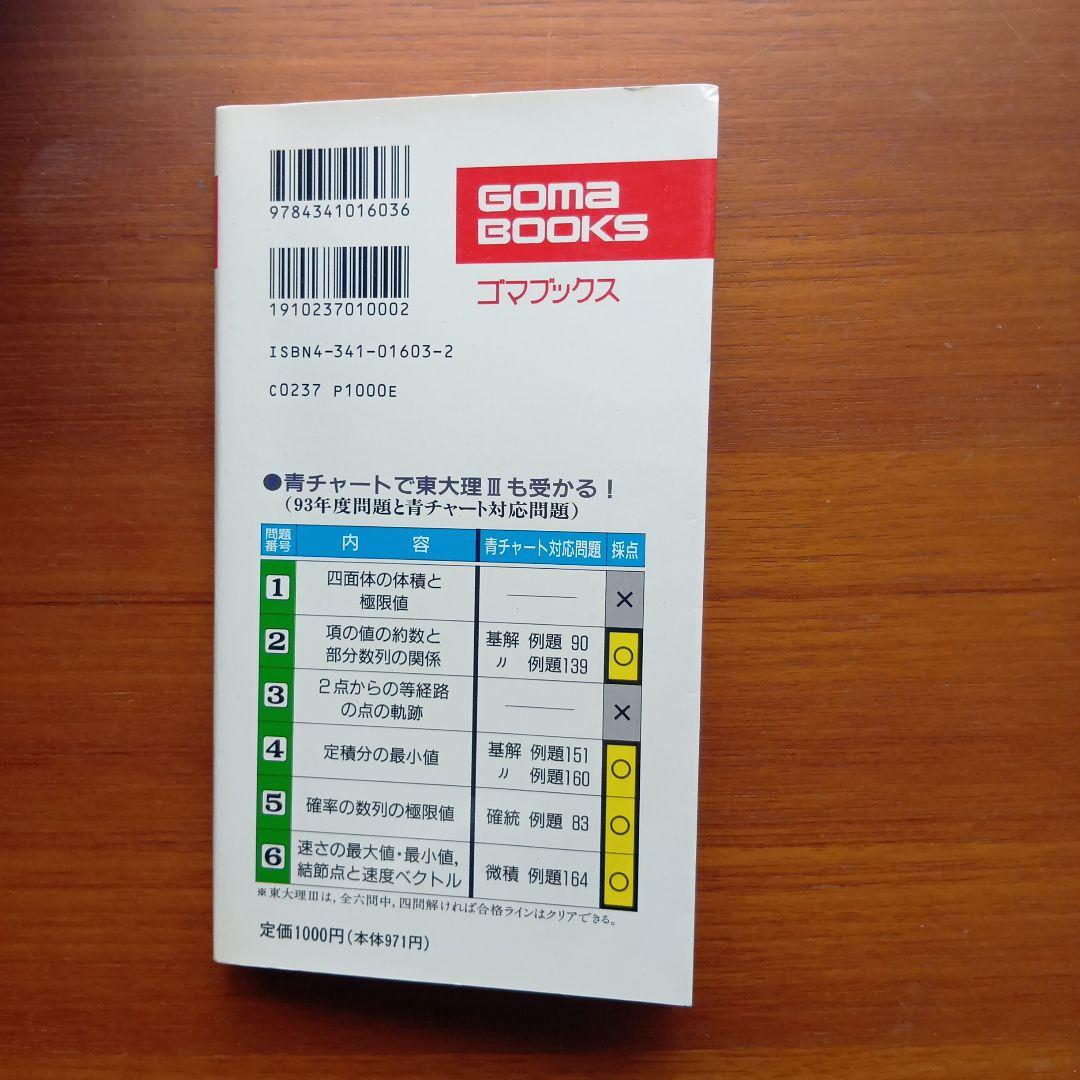 9784341016036
GOMA
BOOKS
ゴマブックス
1910237010002
ISBN4-341-01603-2
C0237 P1000E
●青チャートで東大理Ⅲも受かる!
(93年度問題と青チャート対応問題)
問題番号 内容 青チャート対応問題 採点
1 四面体の体積と ――― ×
極限値
2 項の値の約数と 基解 例題 90 ○
部分数列の関係 〃 例題139
3 2点からの等経路 ――― ×
の点の軌跡
4 定積分の最小値 基解 例題151 ○
〃 例題160
5 確率の数列の極限値 確統 例題 83 ○
6 速さの最大値・最小値, 微積 例題164 ○
結節点と速度ベクトル
※東大理Ⅲは,全六問中,四問解ければ合格ラインはクリアできる。
定価1000円(本体971円)